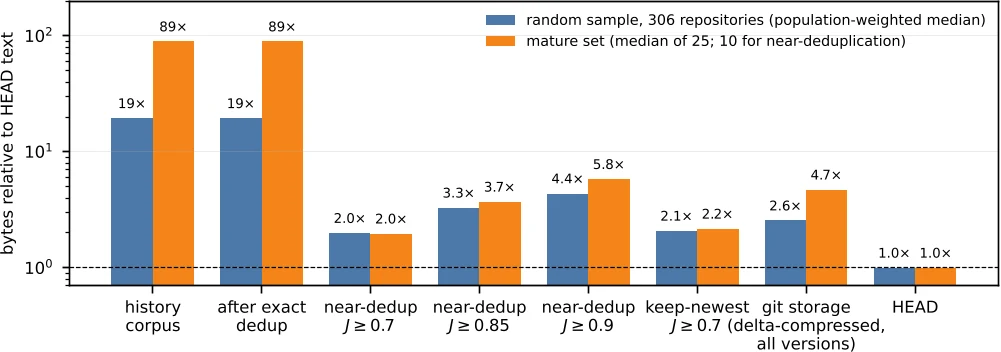 bytes relative to HEAD text
10²
10¹
10⁰
random sample, 306 repositories (population-weighted median)
mature set (median of 25; 10 for near-deduplication)
19× 89×
19× 89×
2.0× 2.0×
3.3× 3.7×
4.4× 5.8×
2.1× 2.2×
2.6× 4.7×
1.0× 1.0×
history
corpus
after exact
dedup
near-dedup
J ≥ 0.7
near-dedup
J ≥ 0.85
near-dedup
J ≥ 0.9
keep-newest
J ≥ 0.7
git storage
(delta-compressed,
all versions)
HEAD